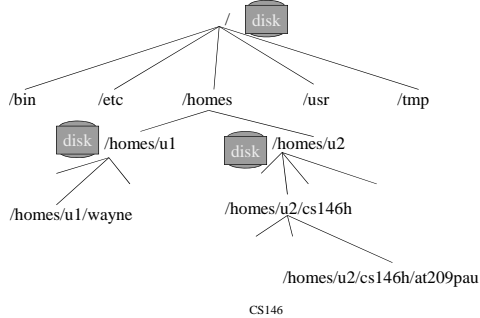 / disk
/bin /etc /homes /usr /tmp
disk /homes/u1 disk /homes/u2
/homes/u1/wayne /homes/u2/cs146h
/homes/u2/cs146h/at209pau
CS146